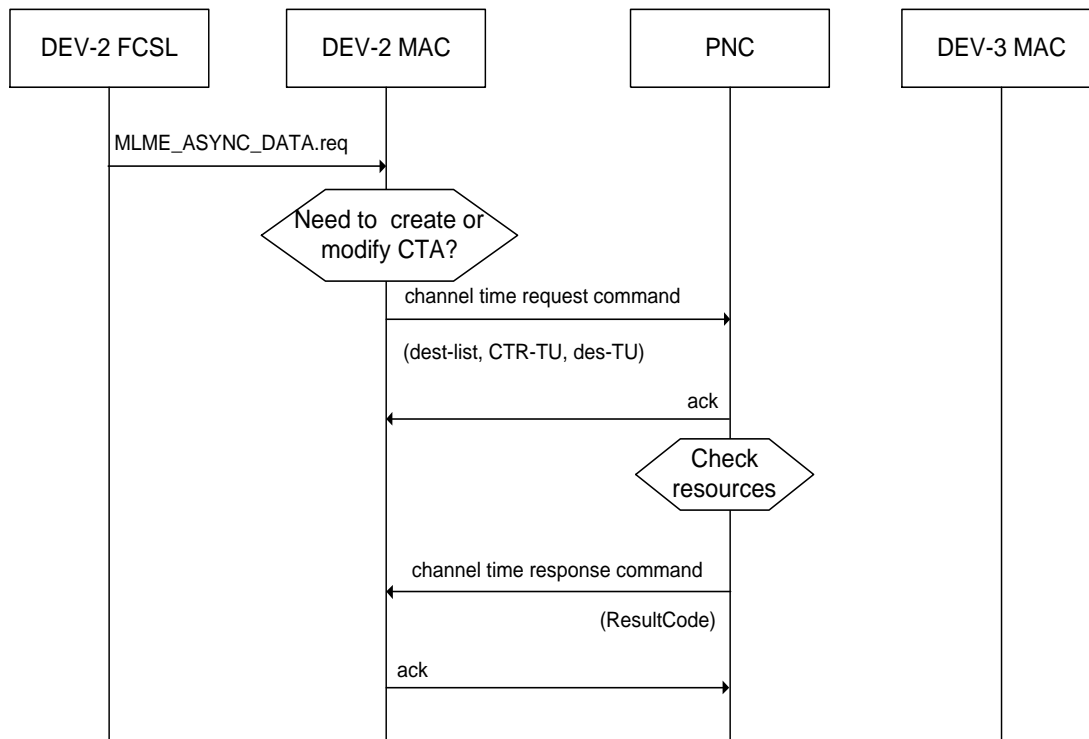 DEV-2 FCSL
DEV-2 MAC
PNC
DEV-3 MAC
MLME_ASYNC_DATA.req
Need to create or
modify CTA?
channel time request command
(dest-list, CTR-TU, des-TU)
ack
Check
resources
channel time response command
(ResultCode)
ack